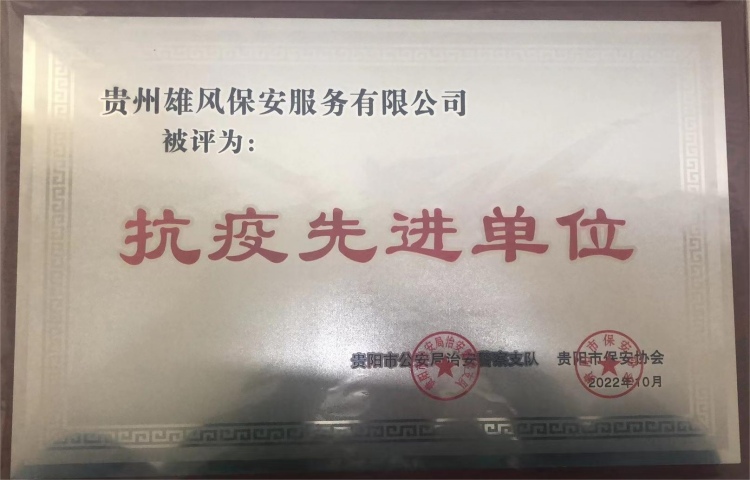 贵州雄风保安服务有限公司
被评为：
抗疫先进单位
贵阳市公安局治安警察支队 贵阳市保安协会
2022年10月